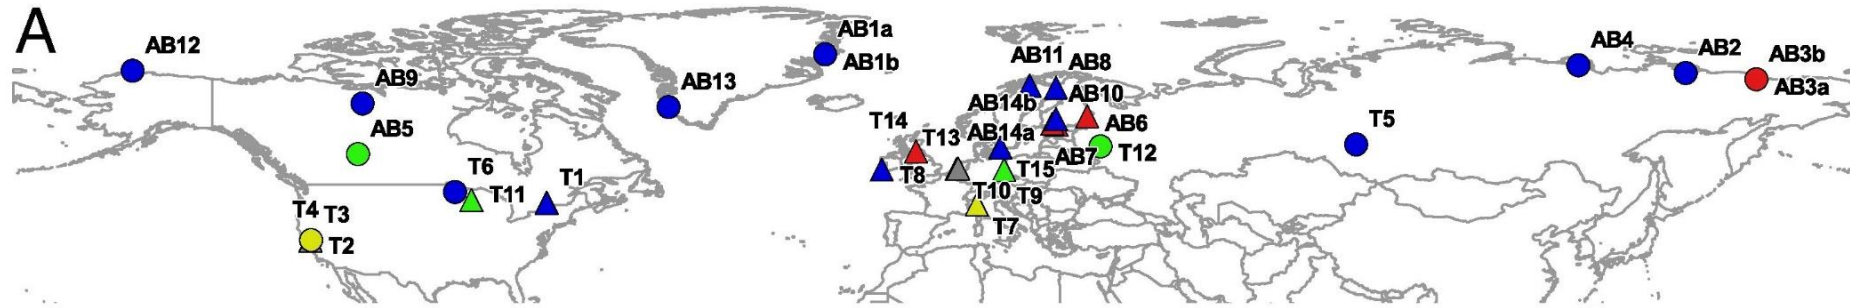 A
AB12
AB9
AB5
T6
T11
T1
T4 T3
T2
AB13
AB1a
AB1b
AB11 AB8
AB14b AB10
T14 T13 AB14a AB6
AB7 T12
T8 T15
T10 T9
T7
T5
AB4
AB2
AB3b
AB3a